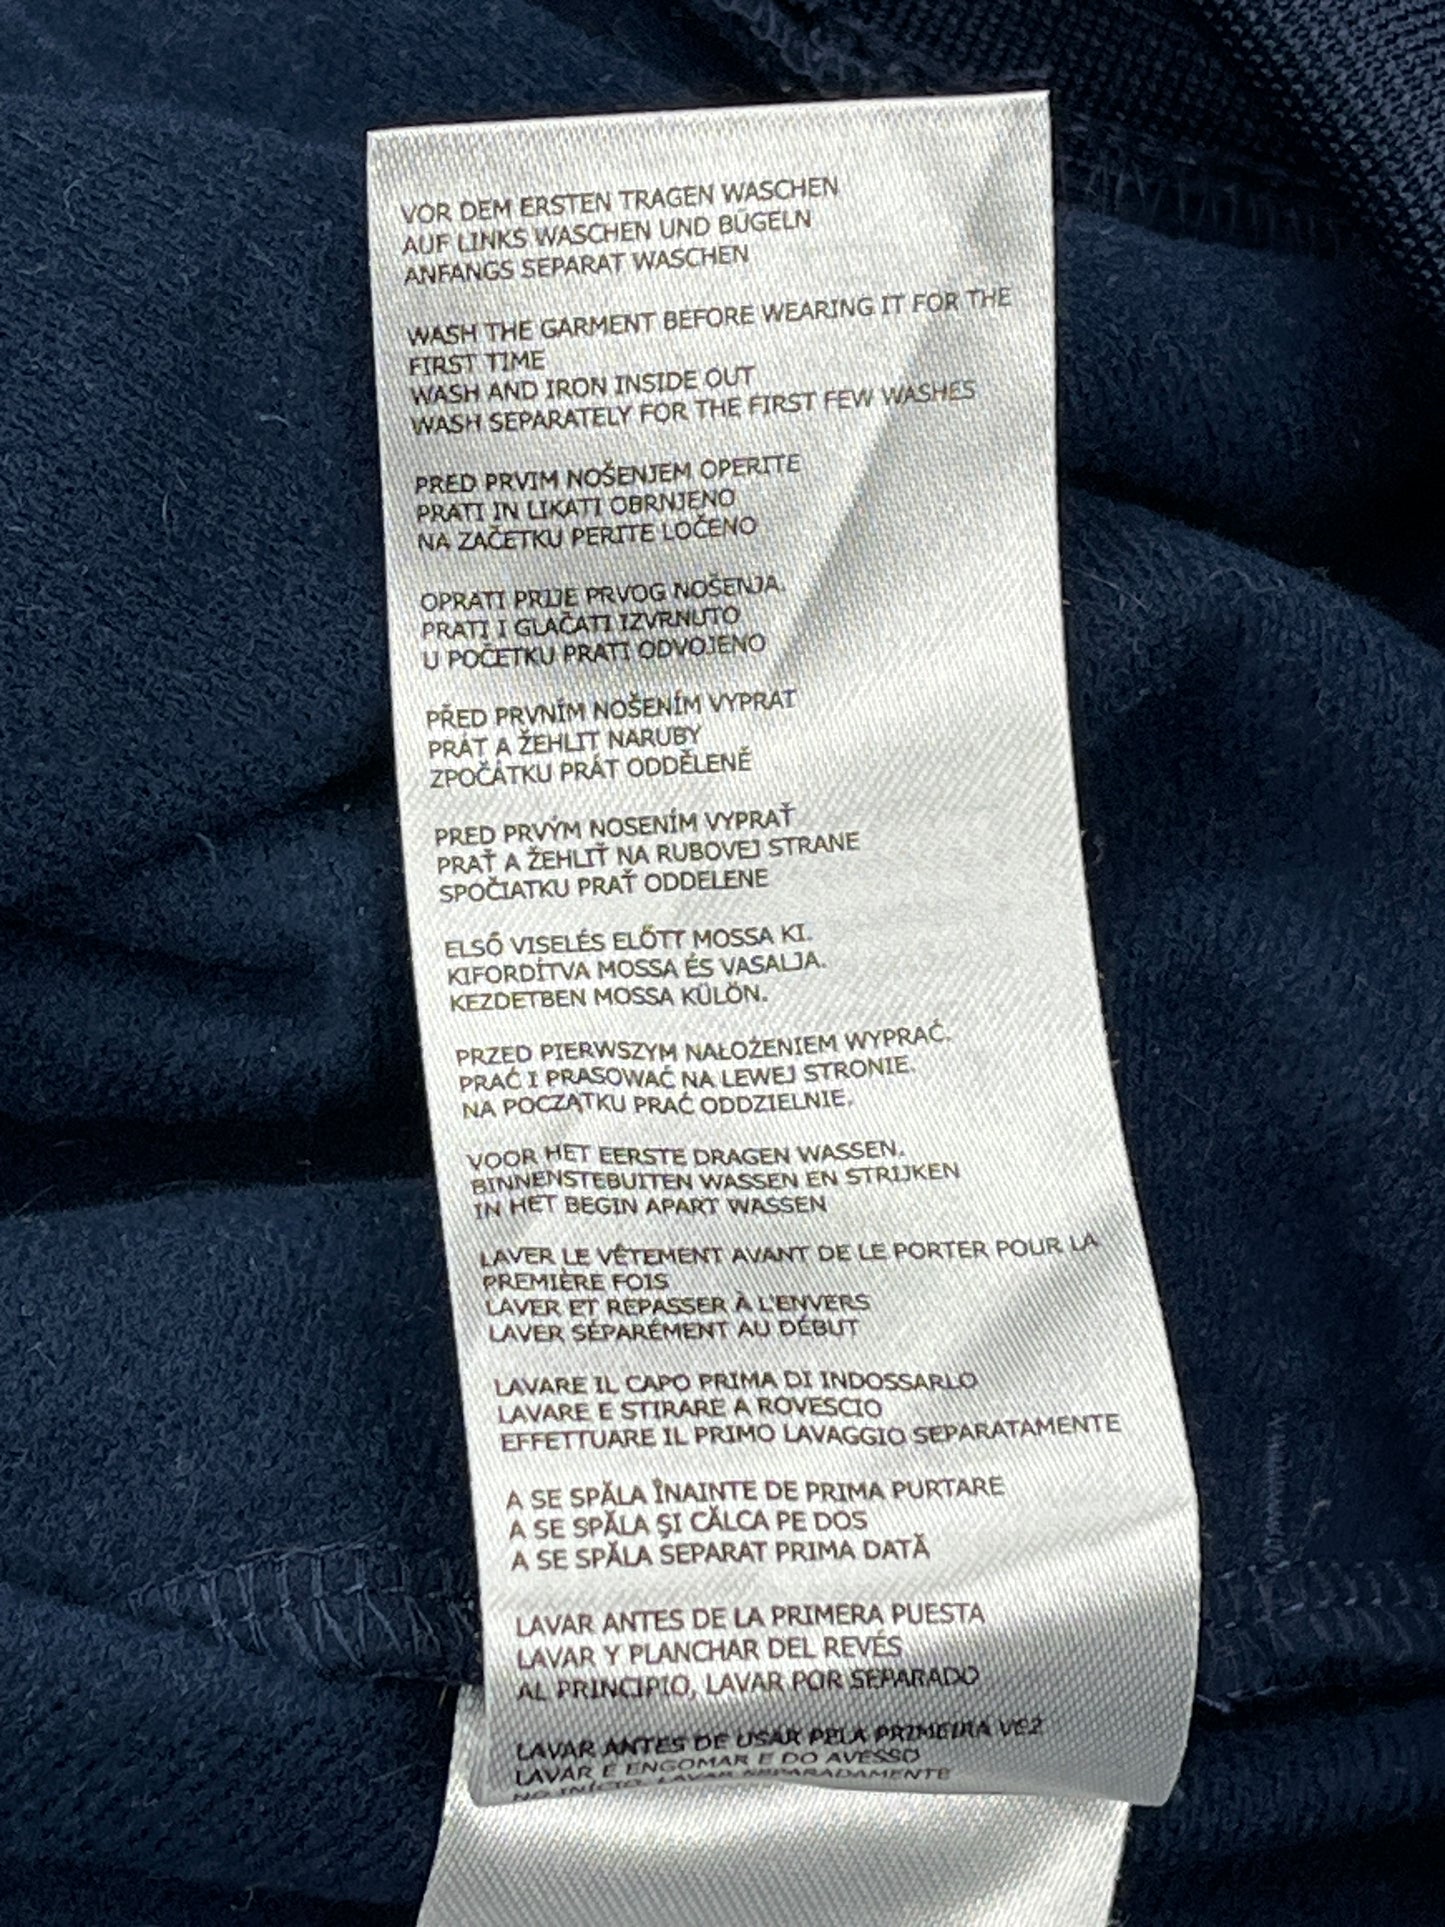 VOR DEM ERSTEN TRAGEN WASCHEN
AUF LINKS WASCHEN UND BÜGELN
ANFANGS SEPARAT WASCHEN
WASH THE GARMENT BEFORE WEARING IT FOR THE
FIRST TIME
WASH AND IRON INSIDE OUT
WASH SEPARATELY FOR THE FIRST FEW WASHES
PRED PRVIM NOŠENJEM OPERITE
PRATI IN LIKATI OBRNJENO
NA ZAČETKU PERITE LOČENO
OPRATI PRIJE PRVOG NOŠENJA.
PRATI I GLAČATI IZVRNUTO
U POČETKU PRATI ODVOJENO
PŘED PRVNÍM NOŠENÍM VYPRAT
PRÁT A ŽEHLIT NARUBY
ZPOČÁTKU PRÁT ODDĚLENĚ
PRED PRVÝM NOSENÍM VYPRAŤ
PRAŤ A ŽEHLIŤ NA RUBOVEJ STRANE
SPOČIATKU PRAŤ ODDELENE
ELSŐ VISELÉS ELŐTT MOSSA KI.
KIFORDÍTVA MOSSA ÉS VASALJA.
KEZDETBEN MOSSA KÜLÖN.
PRZED PIERWSZYM NAŁOŻENIEM WYPRAĆ.
PRAĆ I PRASOWAĆ NA LEWEJ STRONIE.
NA POCZĄTKU PRAĆ ODDZIELNIE.
VOOR HET EERSTE DRAGEN WASSEN.
BINNENSTEBUITEN WASSEN EN STRIJKEN
IN HET BEGIN APART WASSEN
LAVER LE VÊTEMENT AVANT DE LE PORTER POUR LA
PREMIÈRE FOIS
LAVER ET REPASSER À L'ENVERS
LAVER SÉPARÉMENT AU DÉBUT
LAVARE IL CAPO PRIMA DI INDOSSARLO
LAVARE E STIRARE A ROVESCIO
EFFETTUARE IL PRIMO LAVAGGIO SEPARATAMENTE
A SE SPĂLA ÎNAINTE DE PRIMA PURTARE
A SE SPĂLA ŞI CĂLCA PE DOS
A SE SPĂLA SEPARAT PRIMA DATĂ
LAVAR ANTES DE LA PRIMERA PUESTA
LAVAR Y PLANCHAR DEL REVÉS
AL PRINCIPIO, LAVAR POR SEPARADO
LAVAR ANTES DE USAR PELA PRIMEIRA VEZ
LAVAR E ENGOMAR E DO AVESSO
NO INÍCIO, LAVAR SEPARADAMENTE